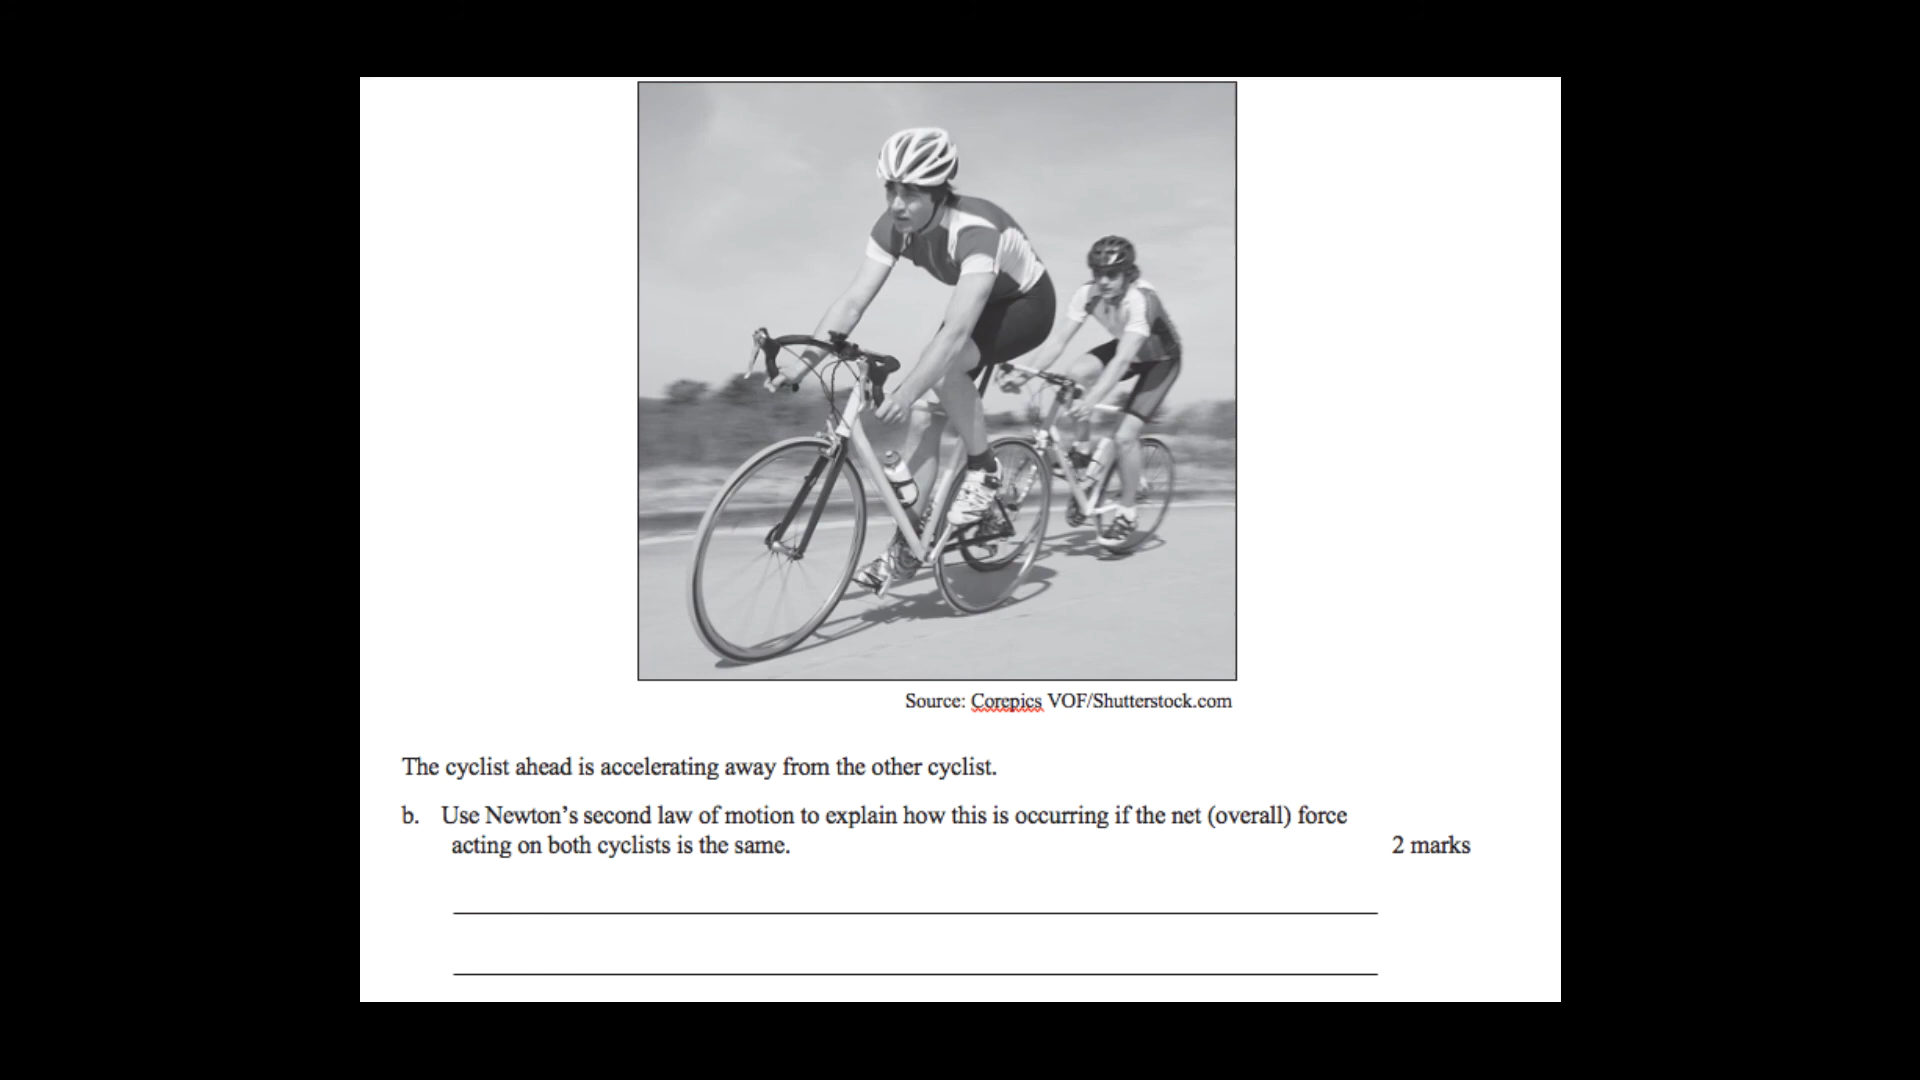 Source: Corepics VOF/Shutterstock.com
The cyclist ahead is accelerating away from the other cyclist.
b. Use Newton’s second law of motion to explain how this is occurring if the net (overall) force
acting on both cyclists is the same. 2 marks